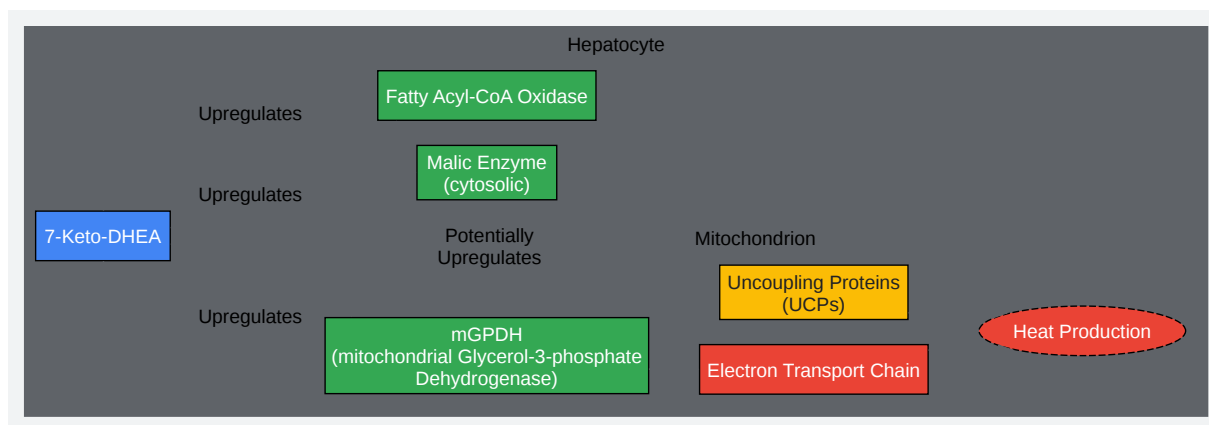 Hepatocyte
Fatty Acyl-CoA Oxidase
Upregulates
Malic Enzyme
(cytosolic)
Upregulates
7-Keto-DHEA
Potentially
Upregulates
Mitochondrion
Uncoupling Proteins
(UCPs)
Upregulates
mGPDH
(mitochondrial Glycerol-3-phosphate
Dehydrogenase)
Heat Production
Electron Transport Chain